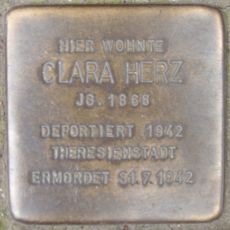 HIER WOHNTE
CLARA HERZ
JG. 1868
DEPORTIERT 1942
THERESIENSTADT
ERMORDET 31.7.1942